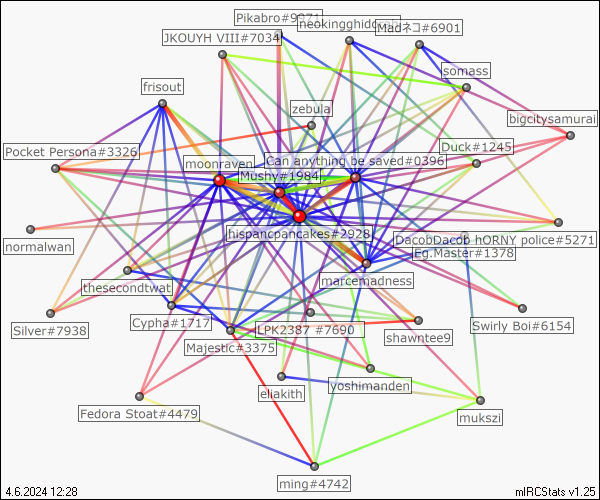 Pikabro#9971
neokingghidorah
Madネコ#6901
JKOUYH VIII#7034
somass
frisout
zebula
bigcitysamurai
Pocket Persona#3326
Duck#1245
moonraven
Can anything be saved#0396
Mushy#1984
hispancpancakes#2928
DacobDacob hORNY police#5271
normalwan
Eg.Master#1378
marcemadness
thesecondtwat
Silver#7938
Cypha#1717
LPK2387 #7690
Swirly Boi#6154
shawntee9
Majestic#3375
eliakith
yoshimanden
Fedora Stoat#4479
mukszi
ming#4742
4.6.2024 12:28
mIRCStats v1.25